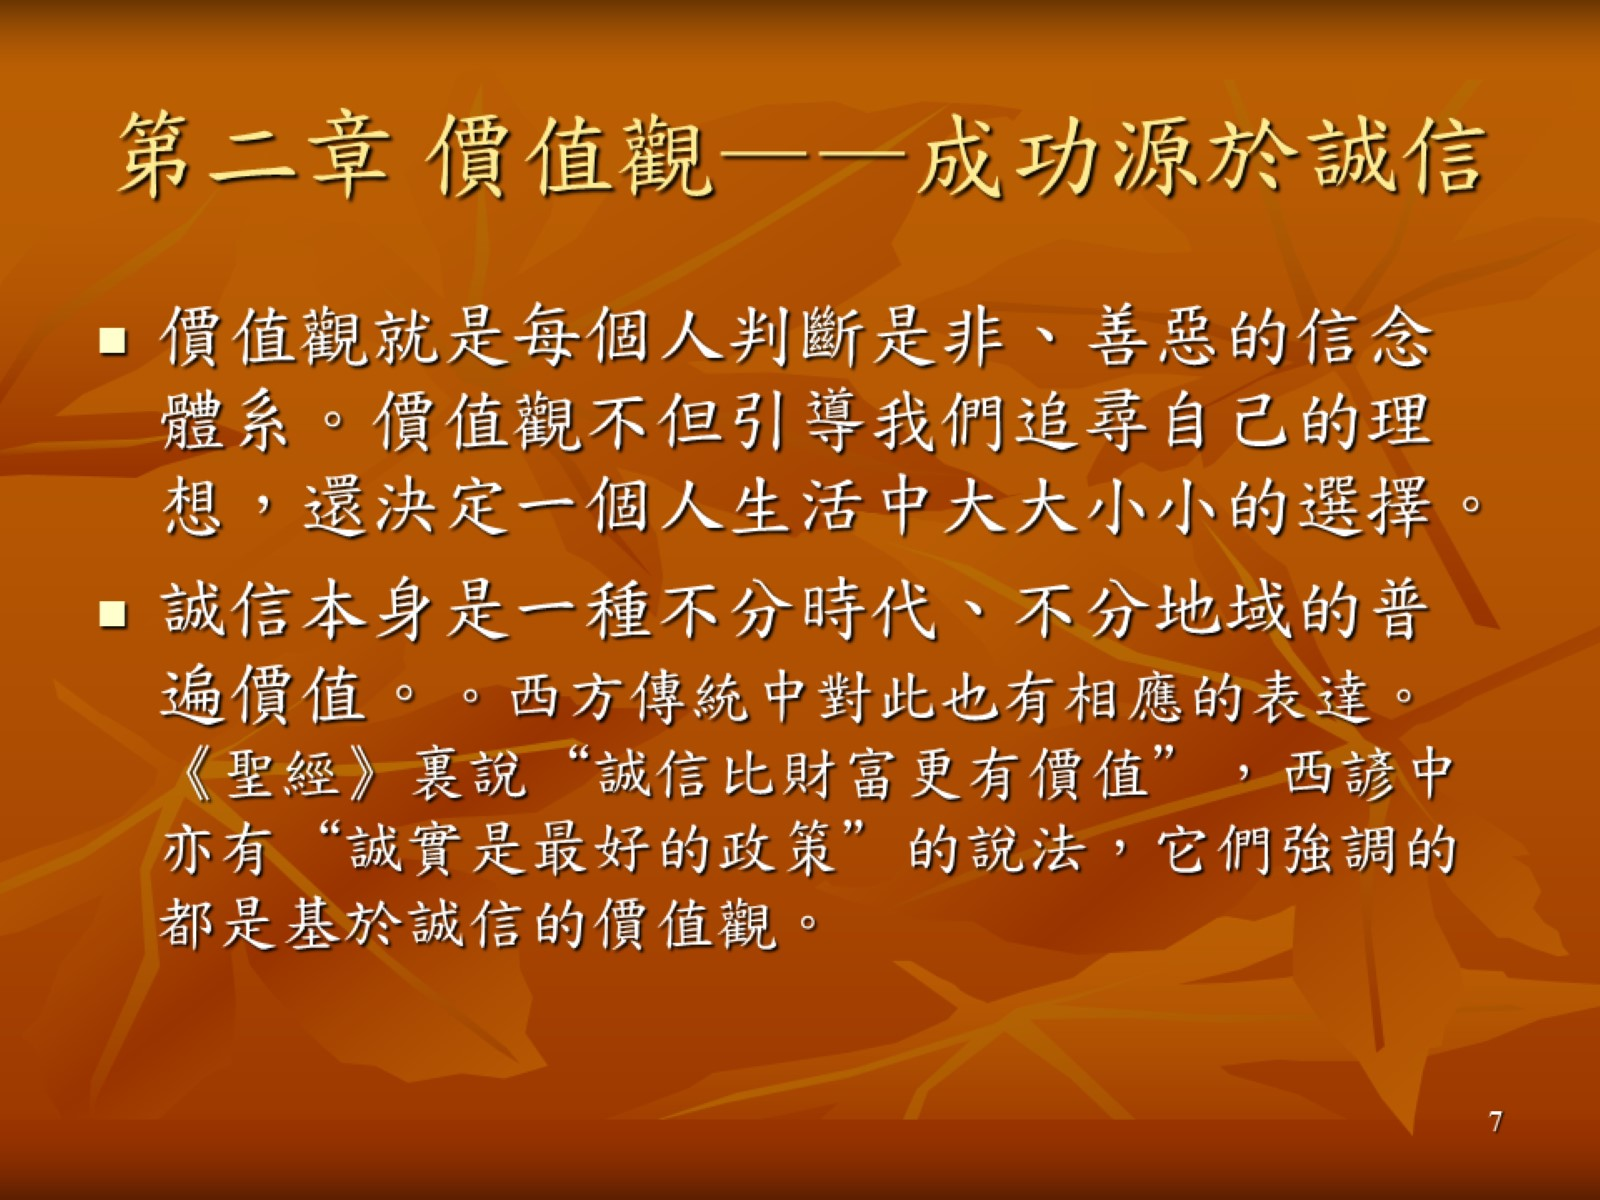 第二章 價值觀——成功源於誠信
■ 價值觀就是每個人判斷是非、善惡的信念
體系。價值觀不但引導我們追尋自己的理
想，還決定一個人生活中大大小小的選擇。
■ 誠信本身是一種不分時代、不分地域的普
遍價值。。西方傳統中對此也有相應的表達。
《聖經》裏說“誠信比財富更有價值”，西諺中
亦有“誠實是最好的政策”的說法，它們強調的
都是基於誠信的價值觀。
7